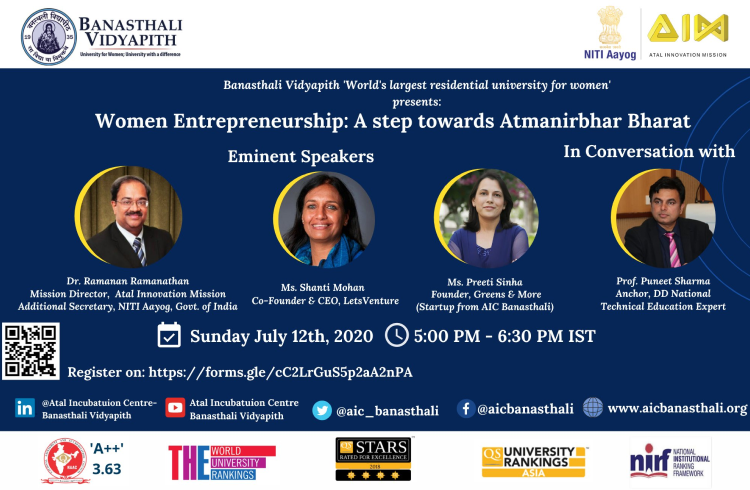 BANASTHALI
VIDYAPITH
University for Women; University with a difference
1935
NITI Aayog
AIM
ATAL INNOVATION MISSION
Banasthali Vidyapith 'World's largest residential university for women'
presents:
Women Entrepreneurship: A step towards Atmanirbhar Bharat
Eminent Speakers
In Conversation with
Dr. Ramanan Ramanathan
Mission Director, Atal Innovation Mission
Additional Secretary, NITI Aayog, Govt. of India
Ms. Shanti Mohan
Co-Founder & CEO, LetsVenture
Ms. Preeti Sinha
Founder, Greens & More
(Startup from AIC Banasthali)
Prof. Puneet Sharma
Anchor, DD National
Technical Education Expert
Sunday July 12th, 2020
5:00 PM - 6:30 PM IST
Register on: https://forms.gle/cC2LrGuS5p2aA2nPA
@Atal Incubatuion Centre-
Banasthali Vidyapith
Atal Incubatuion Centre
Banasthali Vidyapith
@aic_banasthali
@aicbanasthali
www.aicbanasthali.org
NAAC
'A++'
3.63
THE WORLD
UNIVERSITY
RANKINGS
QS STARS
RATED FOR EXCELLENCE
2018
QS UNIVERSITY
RANKINGS
ASIA
nirf
NATIONAL
INSTITUTIONAL
RANKING
FRAMEWORK